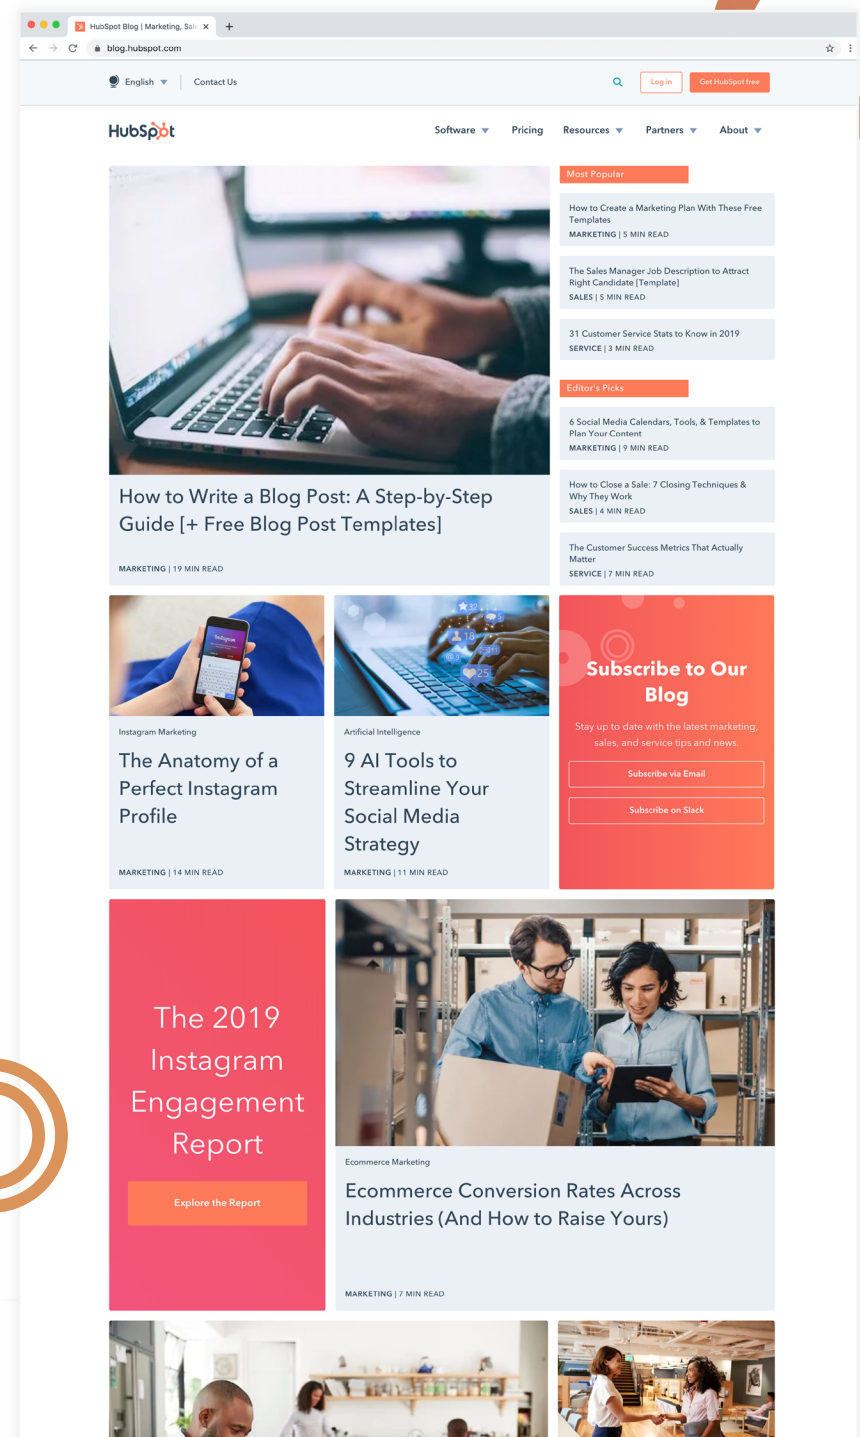 HubSpot Blog | Marketing, Sal
blog.hubspot.com
English
Contact Us
Log in
Get HubSpot free
HubSpot
Software
Pricing
Resources
Partners
About
How to Write a Blog Post: A Step-by-Step
Guide [+ Free Blog Post Templates]
MARKETING | 19 MIN READ
Most Popular
How to Create a Marketing Plan With These Free
Templates
MARKETING | 5 MIN READ
The Sales Manager Job Description to Attract
Right Candidate [Template]
SALES | 5 MIN READ
31 Customer Service Stats to Know in 2019
SERVICE | 3 MIN READ
Editor's Picks
6 Social Media Calendars, Tools, & Templates to
Plan Your Content
MARKETING | 9 MIN READ
How to Close a Sale: 7 Closing Techniques &
Why They Work
SALES | 4 MIN READ
The Customer Success Metrics That Actually
Matter
SERVICE | 7 MIN READ
Instagram
Instagram Marketing
The Anatomy of a
Perfect Instagram
Profile
MARKETING | 14 MIN READ
32
18
11
25
Artificial Intelligence
9 AI Tools to
Streamline Your
Social Media
Strategy
MARKETING | 11 MIN READ
Subscribe to Our
Blog
Stay up to date with the latest marketing,
sales, and service tips and news.
Subscribe via Email
Subscribe on Slack
The 2019
Instagram
Engagement
Report
Explore the Report
Ecommerce Marketing
Ecommerce Conversion Rates Across
Industries (And How to Raise Yours)
MARKETING | 7 MIN READ